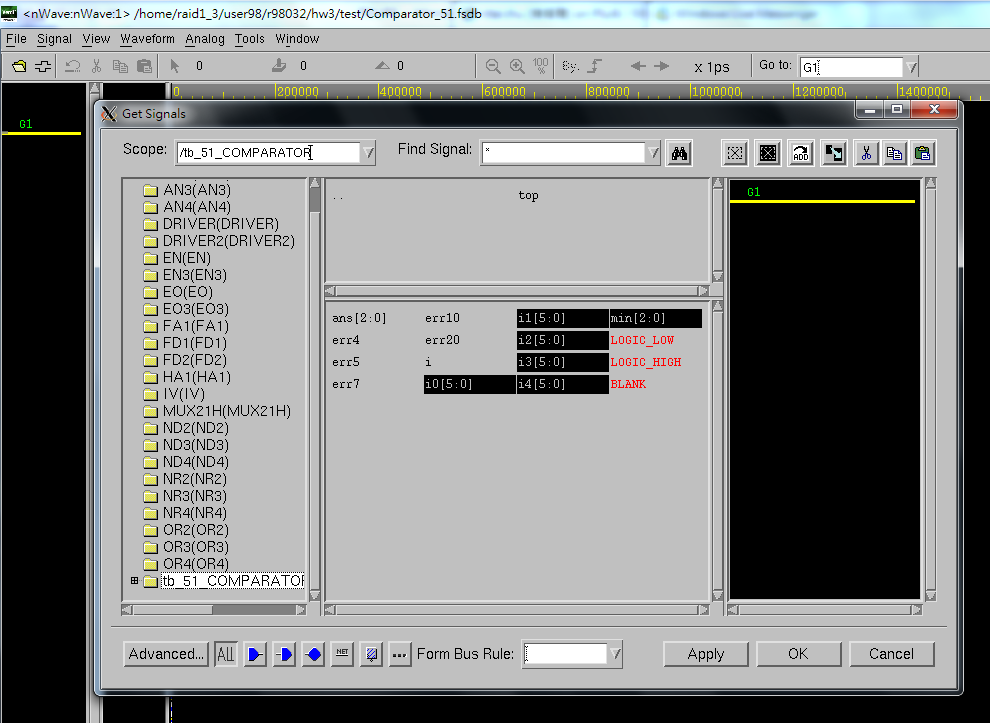 <nWave:nWave:1> /home/raid1_3/user98/r98032/hw3/test/Comparator_51.fsdb
File Signal View Waveform Analog Tools Window
0 0 0 100% By: x 1ps Go to: G1
0 200000 400000 600000 800000 1000000 1200000 1400000
G1
Get Signals
Scope: /tb_51_COMPARATOR Find Signal: * ADD
AN3(AN3)
AN4(AN4)
DRIVER(DRIVER)
DRIVER2(DRIVER2)
EN(EN)
EN3(EN3)
EO(EO)
EO3(EO3)
FA1(FA1)
FD1(FD1)
FD2(FD2)
HA1(HA1)
IV(IV)
MUX21H(MUX21H)
ND2(ND2)
ND3(ND3)
ND4(ND4)
NR2(NR2)
NR3(NR3)
NR4(NR4)
OR2(OR2)
OR3(OR3)
OR4(OR4)
tb_51_COMPARATOR
.. top
ans[2:0] err10 i1[5:0] min[2:0]
err4 err20 i2[5:0] LOGIC_LOW
err5 i i3[5:0] LOGIC_HIGH
err7 i0[5:0] i4[5:0] BLANK
G1
Advanced... ALL NET ... Form Bus Rule: Apply OK Cancel